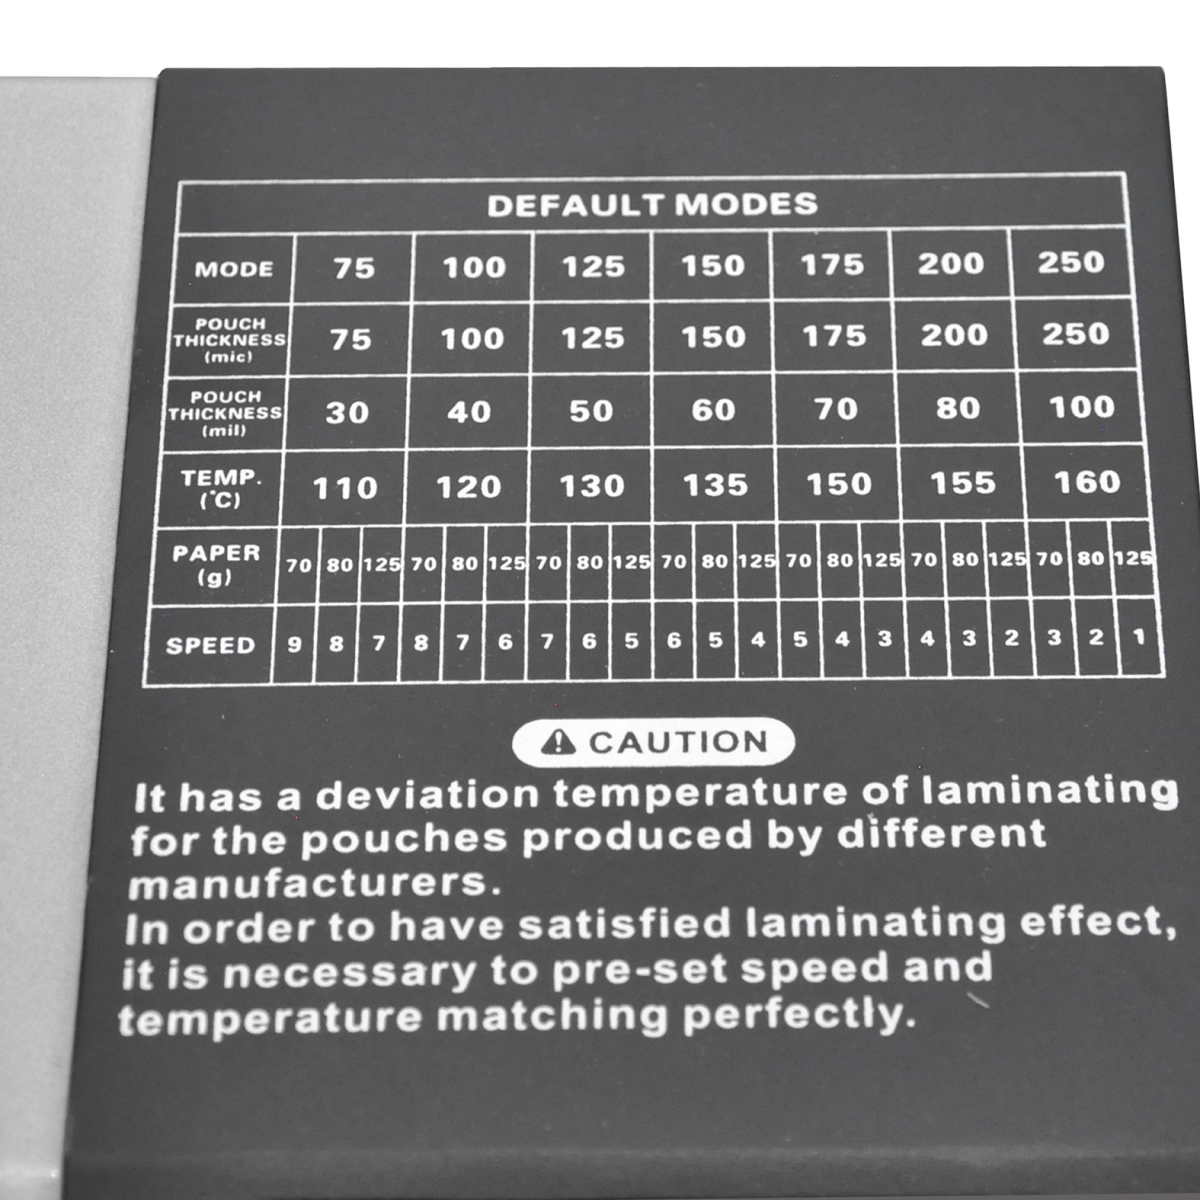 DEFAULT MODES
MODE 75 100 125 150 175 200 250
POUCH
THICKNESS
(mic) 75 100 125 150 175 200 250
POUCH
THICKNESS
(mil) 30 40 50 60 70 80 100
TEMP.
(°C) 110 120 130 135 150 155 160
PAPER
(g) 70 80 125 70 80 125 70 80 125 70 80 125 70 80 125 70 80 125 70 80 125
SPEED 9 8 7 8 7 6 7 6 5 6 5 4 5 4 3 4 3 2 3 2 1
CAUTION
It has a deviation temperature of laminating
for the pouches produced by different
manufacturers.
In order to have satisfied laminating effect,
it is necessary to pre-set speed and
temperature matching perfectly.